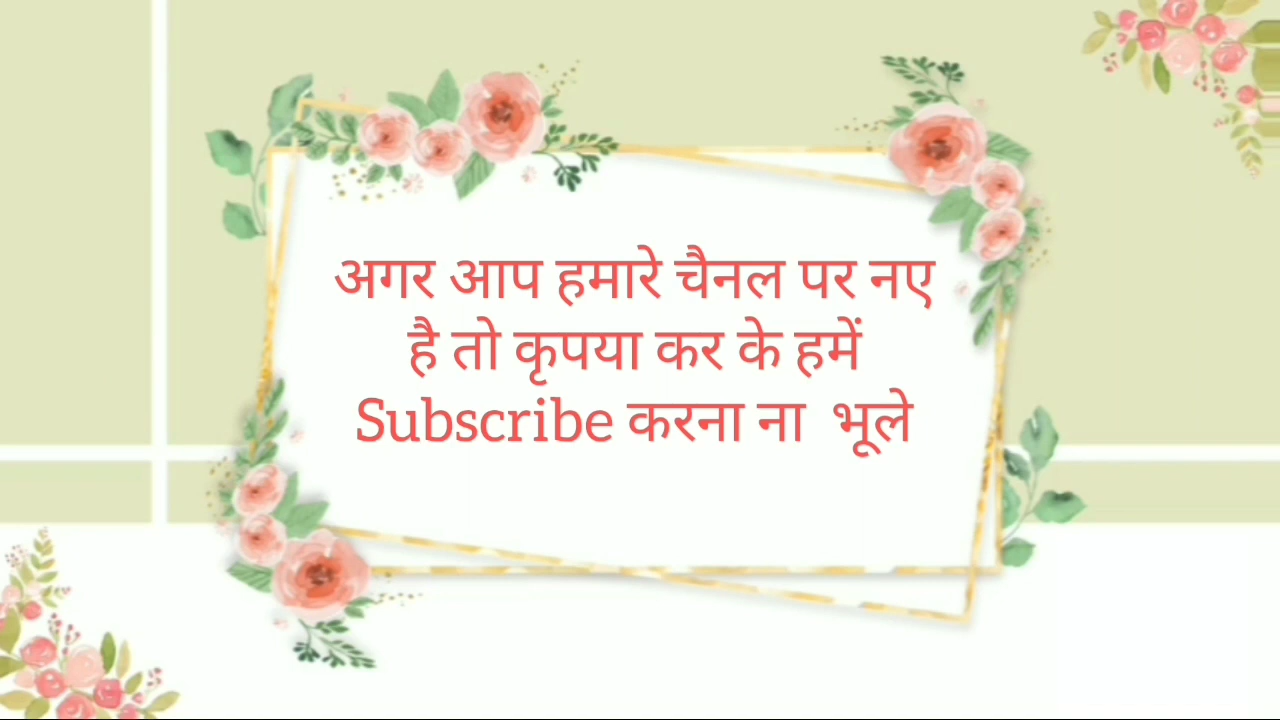 अगर आप हमारे चैनल पर नए
है तो कृपया कर के हमें
Subscribe करना ना भूले